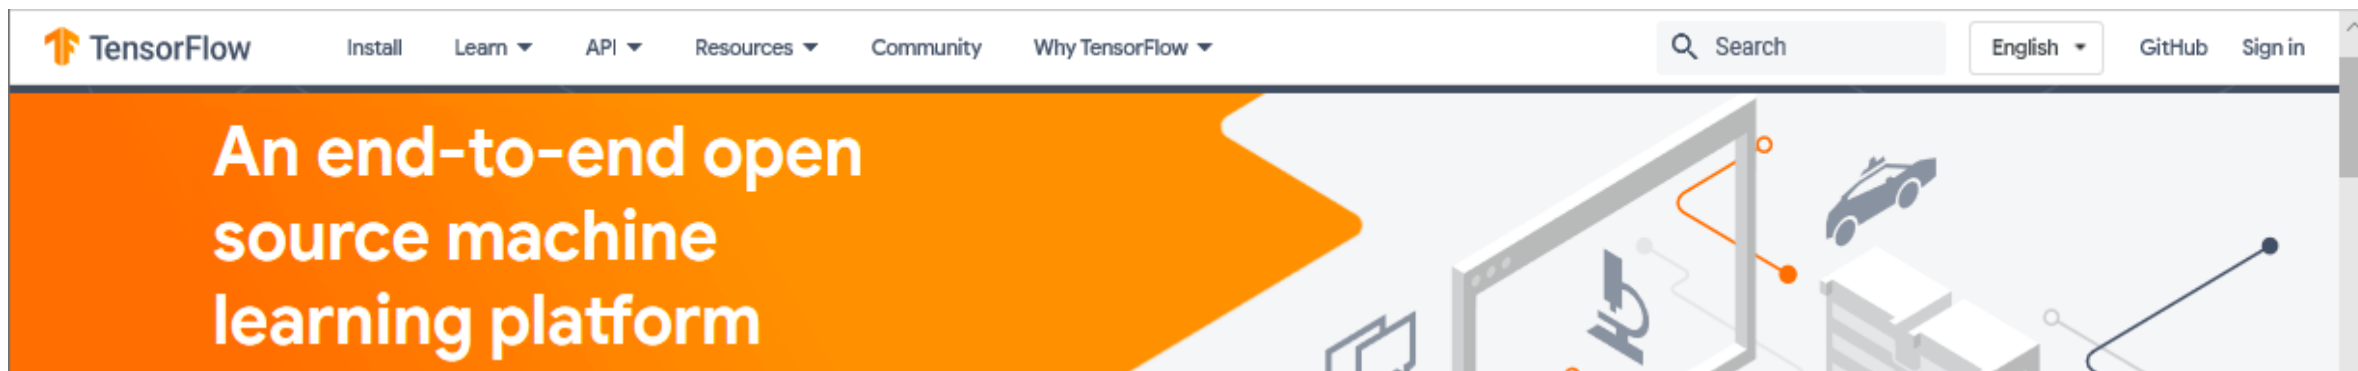 TensorFlow Install Learn API Resources Community Why TensorFlow Search English GitHub Sign in
An end-to-end open
source machine
learning platform